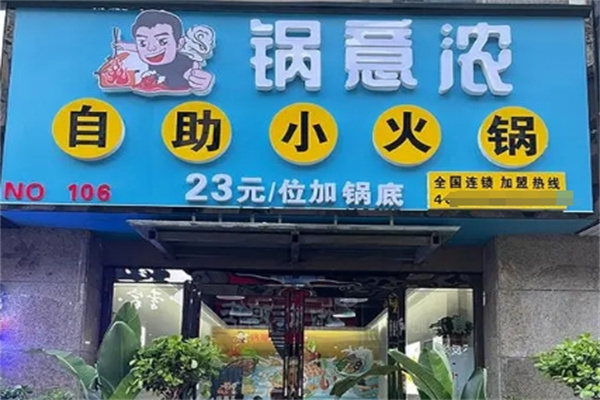 锅意浓
自助小火锅
NO 106
23元/位加锅底
全国连锁 加盟热线
4